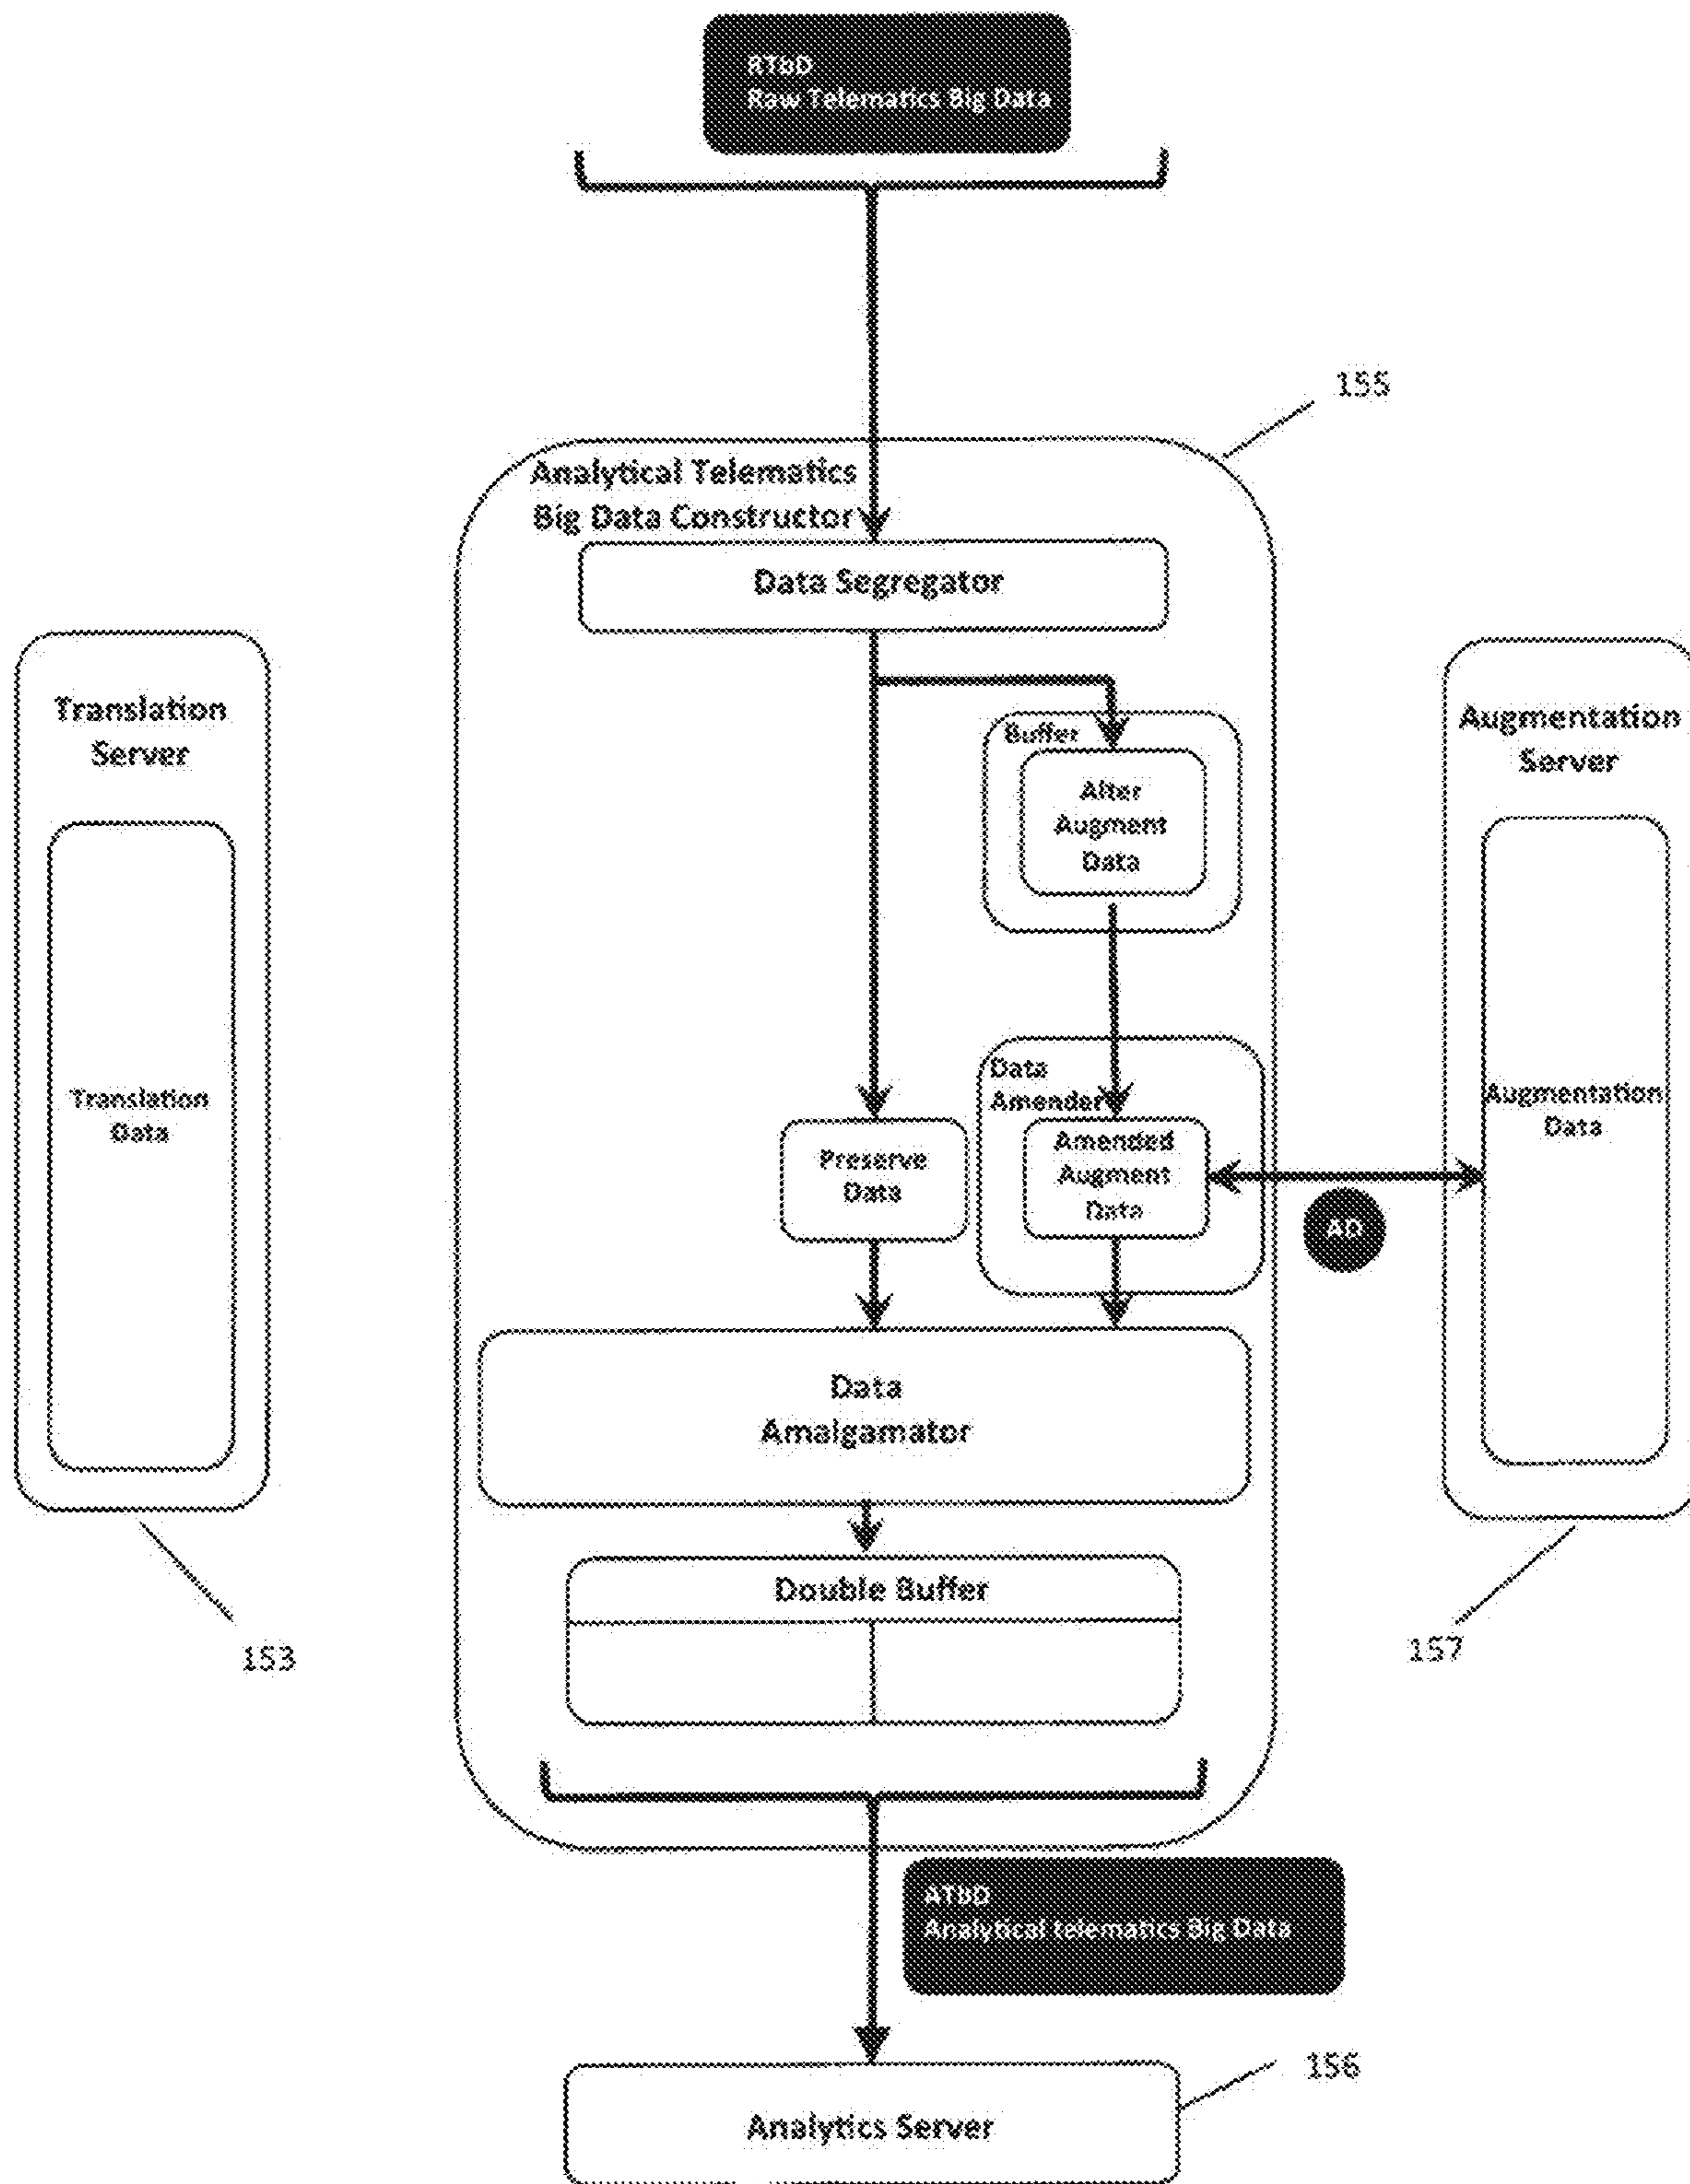 RTbD
Raw Telematics Big Data
155
Analytical Telematics
Big Data Constructor
Data Segregator
Translation
Server
Buffer
Augmentation
Server
Alter
Augment
Data
Translation
Data
Data
Amender
Augmentation
Data
Preserve
Data
Amended
Augment
Data
AD
Data
Amalgamator
Double Buffer
153
157
ATbD
Analytical telematics Big Data
156
Analytics Server